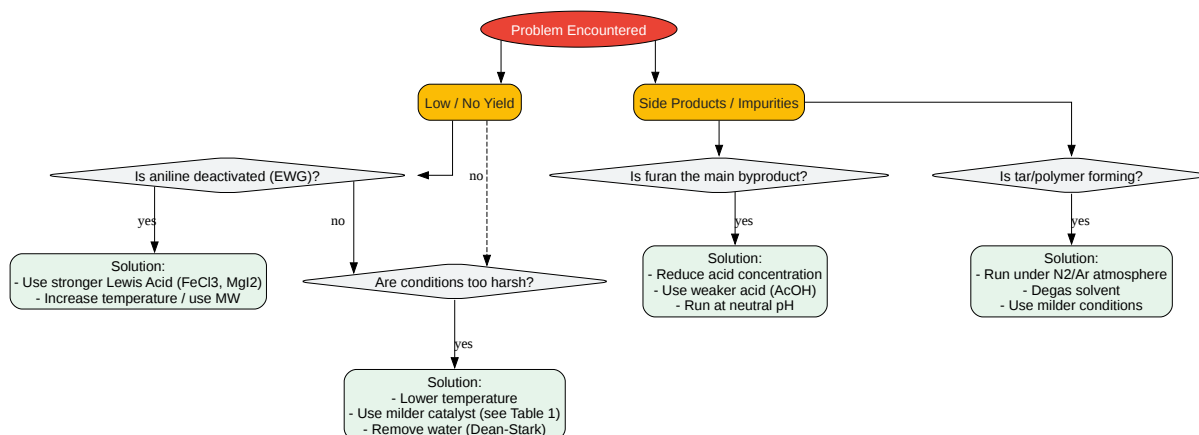 Problem Encountered
Low / No Yield
Side Products / Impurities
Is aniline deactivated (EWG)?
no
Is furan the main byproduct?
Is tar/polymer forming?
yes
no
yes
yes
Solution:
- Use stronger Lewis Acid (FeCl3, MgI2)
- Increase temperature / use MW
Are conditions too harsh?
Solution:
- Reduce acid concentration
- Use weaker acid (AcOH)
- Run at neutral pH
Solution:
- Run under N2/Ar atmosphere
- Degas solvent
- Use milder conditions
yes
Solution:
- Lower temperature
- Use milder catalyst (see Table 1)
- Remove water (Dean-Stark)